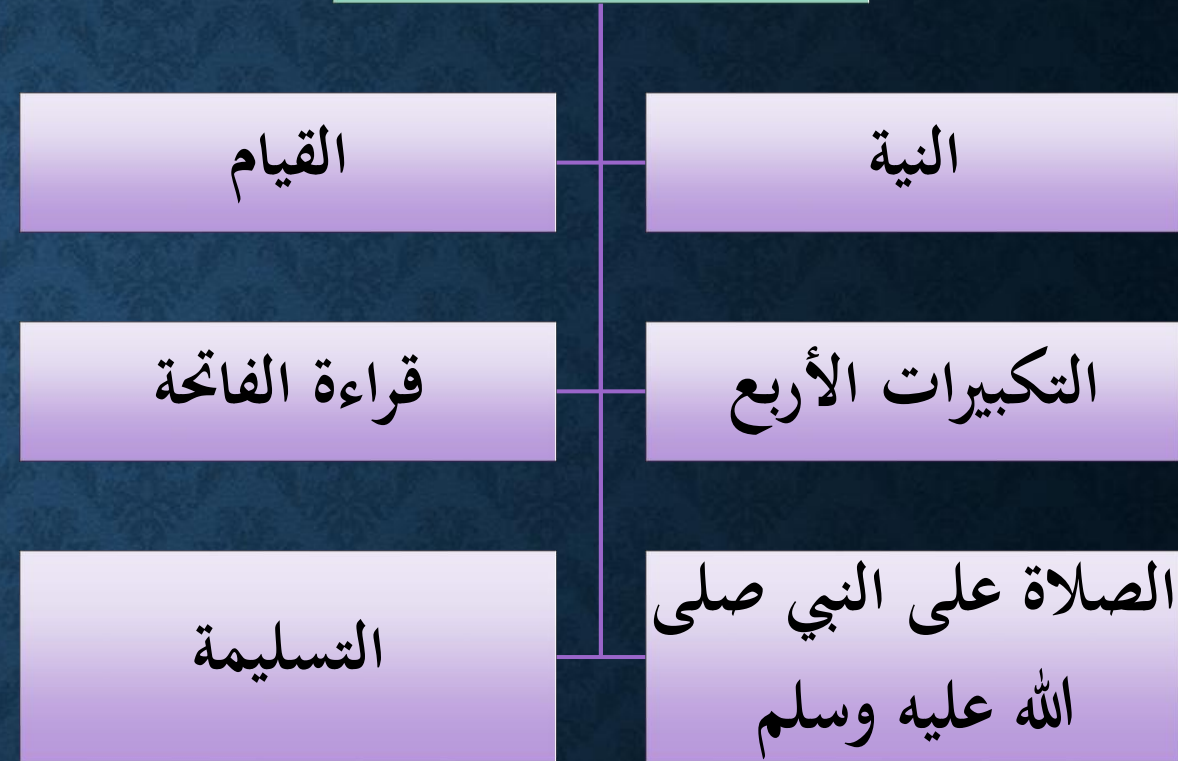 النية
القيام
التكبيرات الأربع
قراءة الفاتحة
الصلاة على النبي صلى
الله عليه وسلم
التسليمة